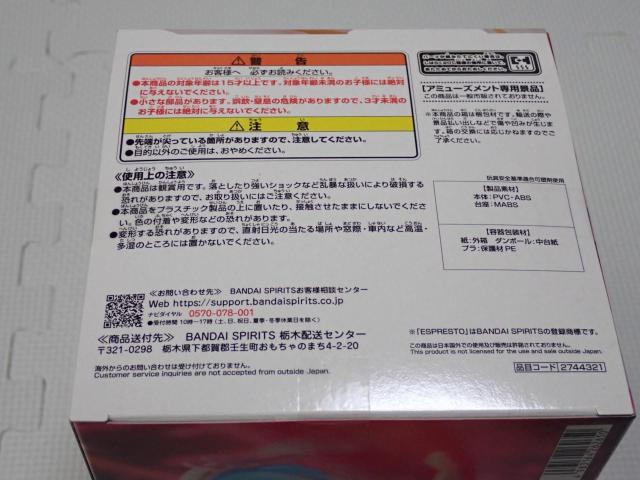 警 告
お客様へ 必ずお読みください。
●本商品の対象年齢は15才以上です。対象年齢未満のお子様には絶対に与えないでください。
●小さな部品があります。誤飲・窒息の危険がありますので、3才未満のお子様には絶対に与えないでください。
注 意
●先端が尖っている箇所がありますので、注意してください。
●目的以外のご使用は、おやめください。
≪使用上の注意≫
●本商品は観賞用です。落としたり強いショックなど乱暴な扱いにより破損する
恐れがありますので、お取り扱いにはご注意ください。
●本商品をプラスチック製品の上に置いたり、接触させたままにしないでくださ
い。色の付着や変形などの恐れがあります。
●変形する恐れがありますので、直射日光の当たる場所や窓際・車内など高温・
多湿のところには置かないでください。
≪お問い合わせ先≫ BANDAI SPIRITSお客様相談センター
Web https://support.bandaispirits.co.jp
ナビダイヤル 0570-078-001
●受付時間 10時~17時(土、日、祝日、夏季・冬季休業日を除く)
≪商品送付先≫ BANDAI SPIRITS 栃木配送センター
〒321-0298 栃木県下都賀郡壬生町おもちゃのまち4-2-20
海外からのお問い合わせは受け付けておりません。
Customer service inquiries are not accepted from outside Japan.
【アミューズメント専用景品】
この商品は一般市販されておりません。
※本商品の箱は梱包材です。輸送の際や
景品払い出しなどで傷や凹みが生じま
す。箱の交換には応じかねますのでご
了承ください。
玩具安全基準適合可塑剤使用
【製品素材】
本体:PVC・ABS
台座:MABS
【容器包装材】
紙:外箱 ダンボール:中台紙
プラ:保護材PE
※[ESPRESTO]はBANDAI SPIRITSの登録商標です。
この商品は日本国外での使用及び販売は許諾されておりません。
This product is not licensed for the use and sale outside Japan.
品目コード 2744321